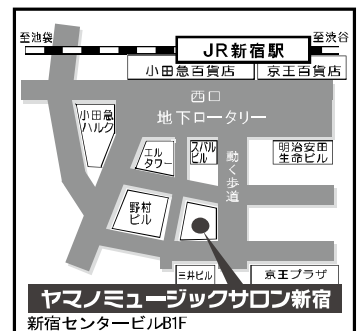 至池袋
至渋谷
JR新宿駅
小田急百貨店
京王百貨店
西口
地下ロータリー
小田急
ハルク
エル
タワー
スバル
ビル
動く歩道
明治安田
生命ビル
野村
ビル
三井ビル
京王プラザ
ヤマノミュージックサロン新宿
新宿センタービルB1F